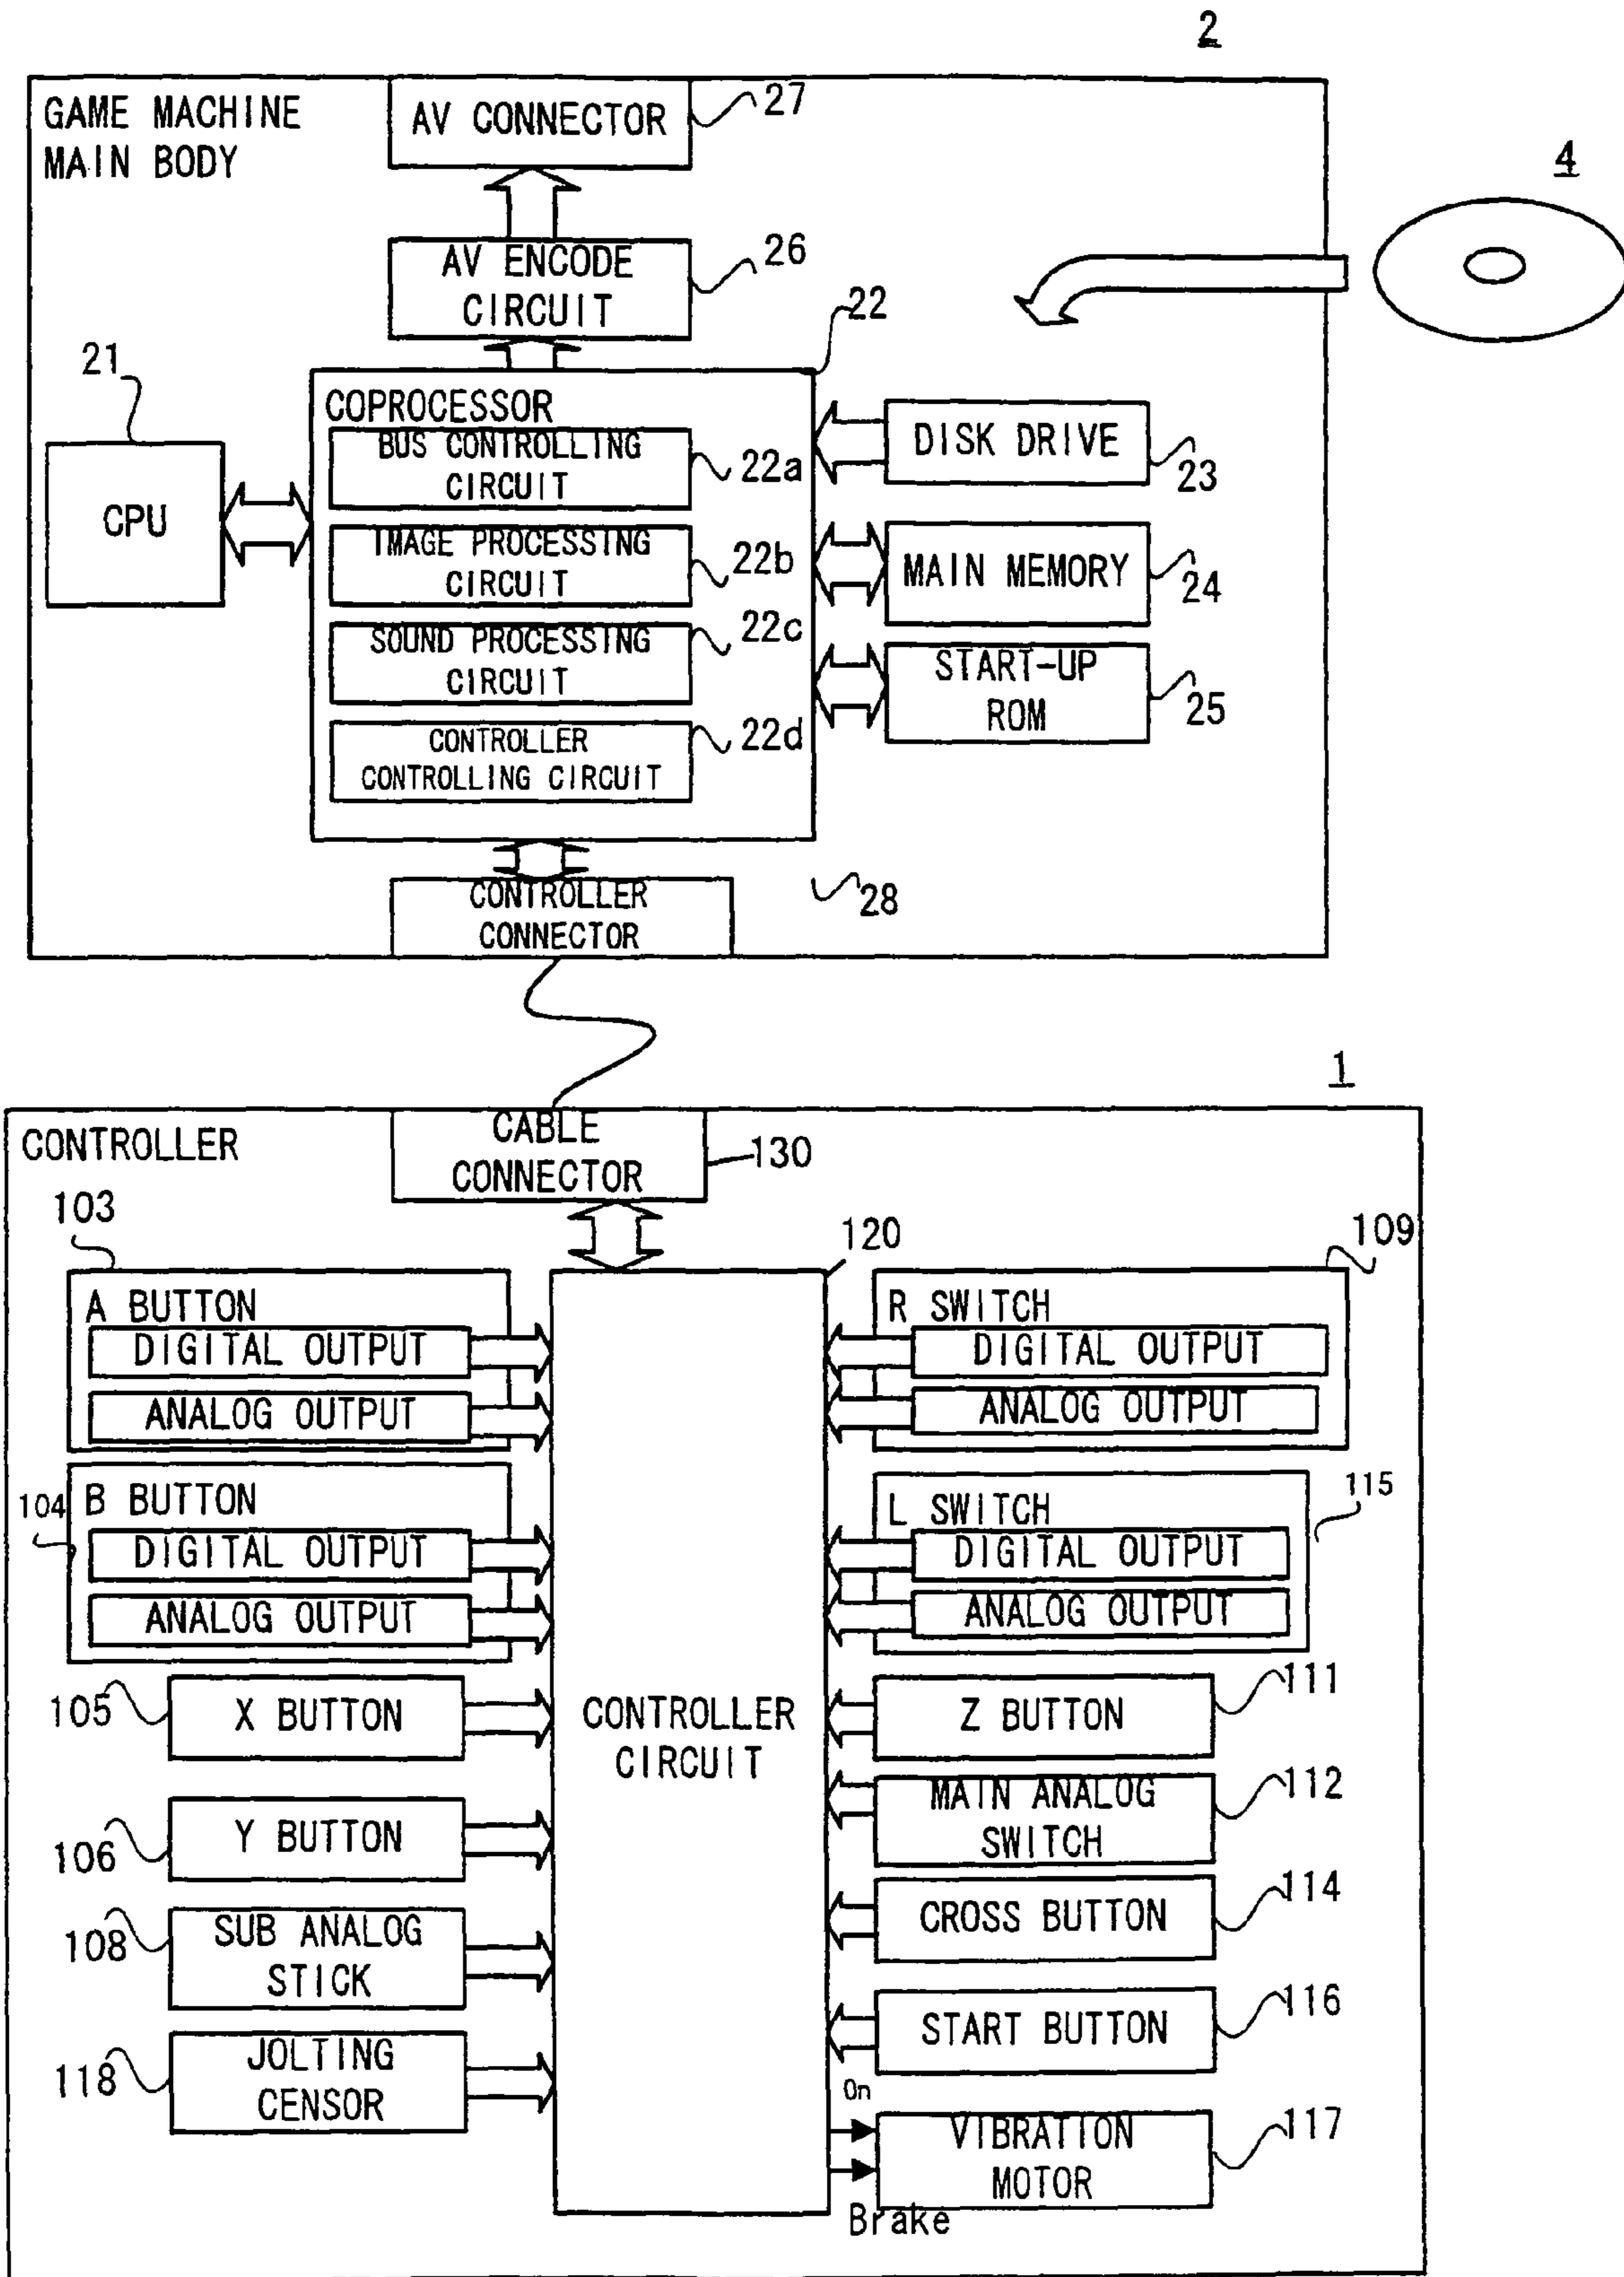 2
GAME MACHINE
MAIN BODY
AV CONNECTOR
27
4
AV ENCODE
CIRCUIT
26
22
21
COPROCESSOR
BUS CONTROLLING
CIRCUIT
22a
DISK DRIVE
23
CPU
IMAGE PROCESSING
CIRCUIT
22b
MAIN MEMORY
24
SOUND PROCESSING
CIRCUIT
22c
START-UP
ROM
25
CONTROLLER
CONTROLLING CIRCUIT
22d
CONTROLLER
CONNECTOR
28
1
CONTROLLER
CABLE
CONNECTOR
130
103
120
109
A BUTTON
DIGITAL OUTPUT
ANALOG OUTPUT
R SWITCH
DIGITAL OUTPUT
ANALOG OUTPUT
104
B BUTTON
DIGITAL OUTPUT
ANALOG OUTPUT
L SWITCH
115
DIGITAL OUTPUT
ANALOG OUTPUT
105
X BUTTON
CONTROLLER
CIRCUIT
Z BUTTON
111
106
Y BUTTON
MAIN ANALOG
SWITCH
112
108
SUB ANALOG
STICK
CROSS BUTTON
114
118
JOLTING
CENSOR
START BUTTON
116
On
VIBRATION
MOTOR
117
Brake